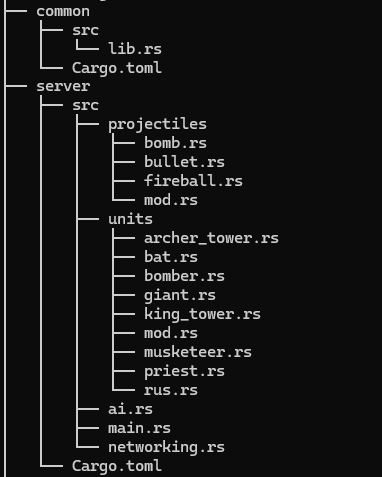 common
src
lib.rs
Cargo.toml
server
src
projectiles
bomb.rs
bullet.rs
fireball.rs
mod.rs
units
archer_tower.rs
bat.rs
bomber.rs
giant.rs
king_tower.rs
mod.rs
musketeer.rs
priest.rs
rus.rs
ai.rs
main.rs
networking.rs
Cargo.toml